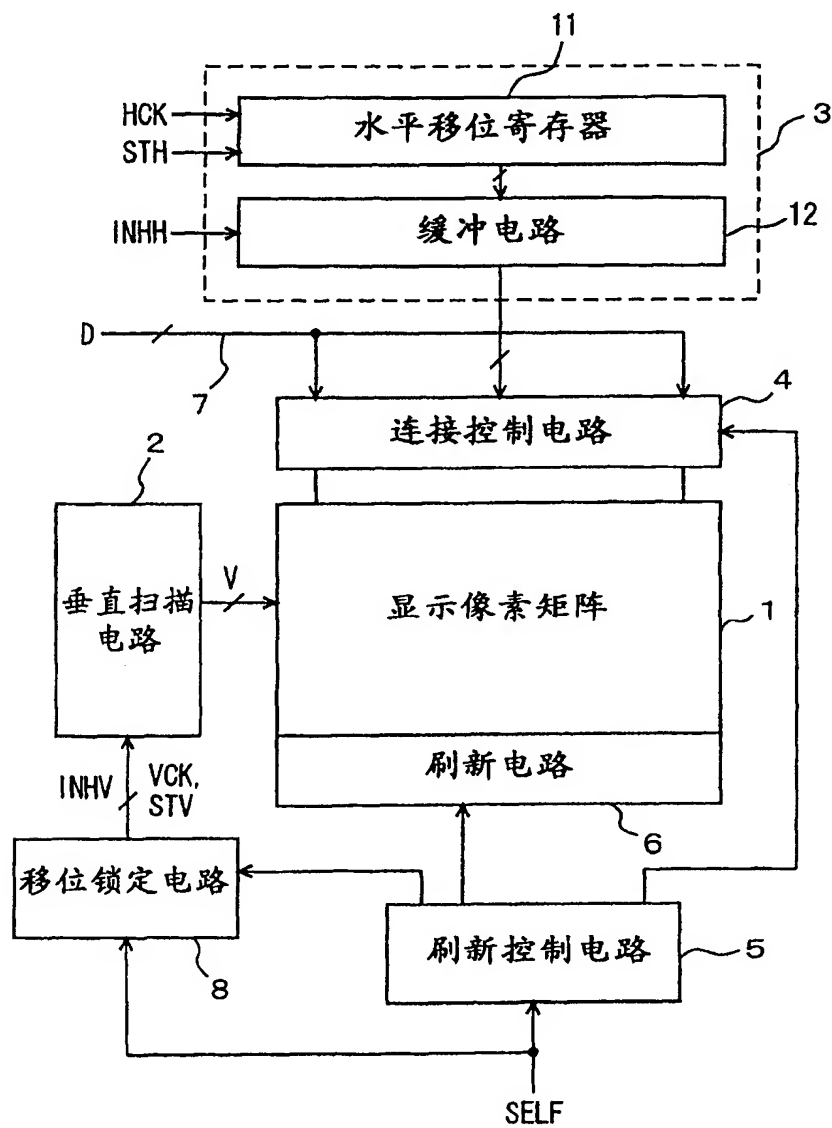 11
HCK
STH
水平移位寄存器
3
INHH
缓冲电路
12
D
7
4
连接控制电路
2
垂直扫描
电路
V
显示像素矩阵
1
刷新电路
INHV
VCK,
STV
6
移位锁定电路
8
刷新控制电路
5
SELF